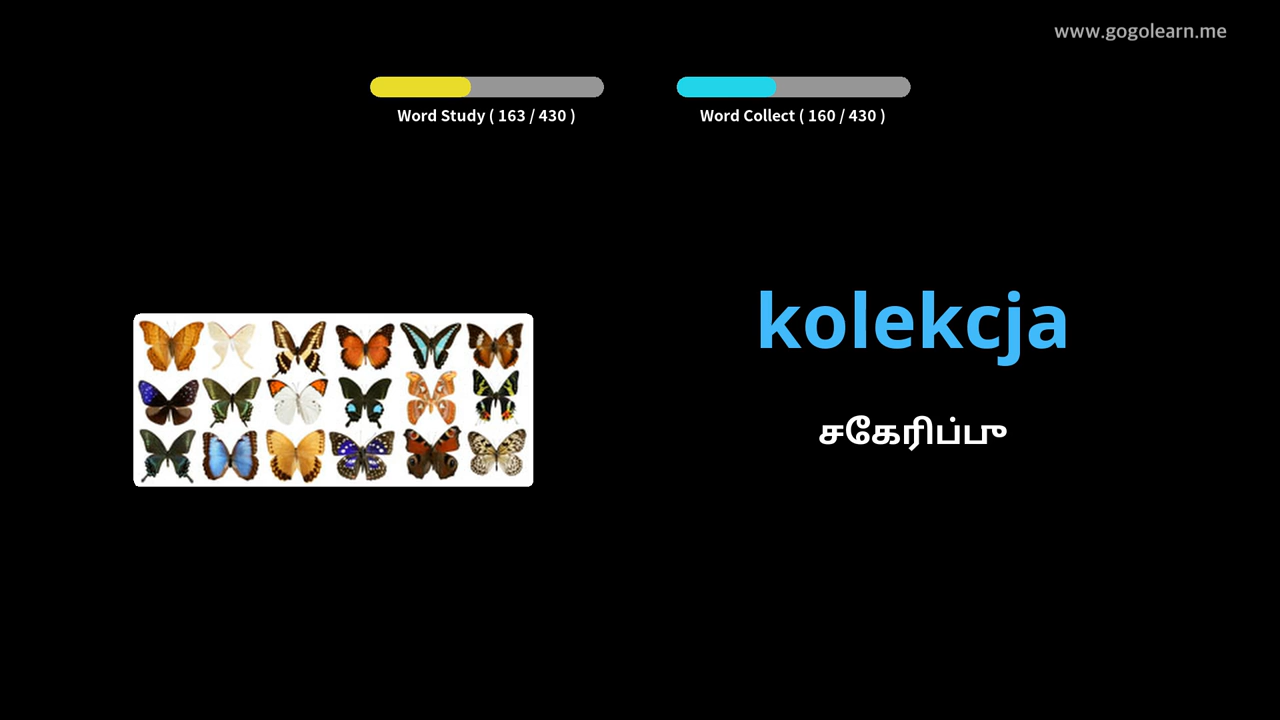 www.gogolearn.me
Word Study ( 163 / 430 )
Word Collect ( 160 / 430 )
kolekcja
சகேரிப்பு